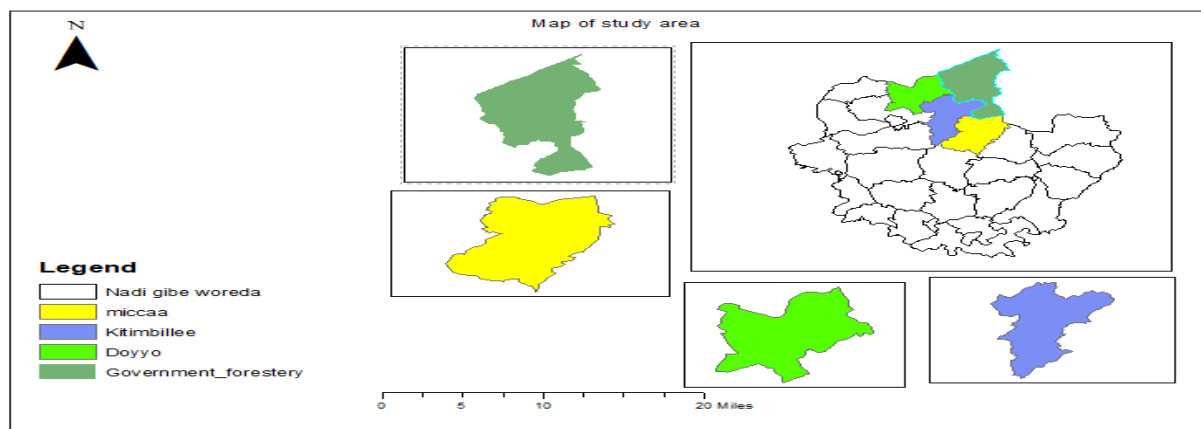 Map of study area
N
Legend
Nadi gibe woreda
miccaa
Kitimbillee
Doyyo
Government_forestery
0 5 10 20 Miles